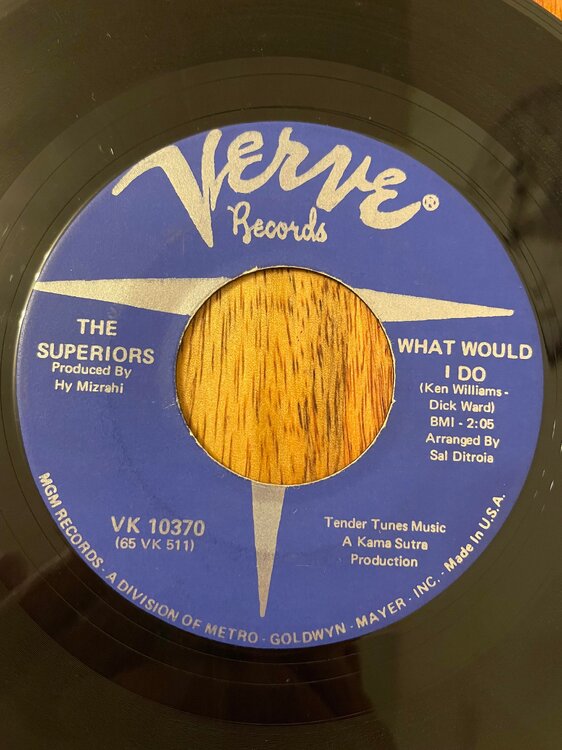 Verve®
Records
THE
SUPERIORS
Produced By
Hy Mizrahi
WHAT WOULD
I DO
(Ken Williams-
Dick Ward)
BMI - 2:05
Arranged By
Sal Ditroia
VK 10370
(65 VK 511)
Tender Tunes Music
A Kama Sutra
Production
MGM RECORDS - A DIVISION OF METRO - GOLDWYN - MAYER - INC. - Made In U.S.A.